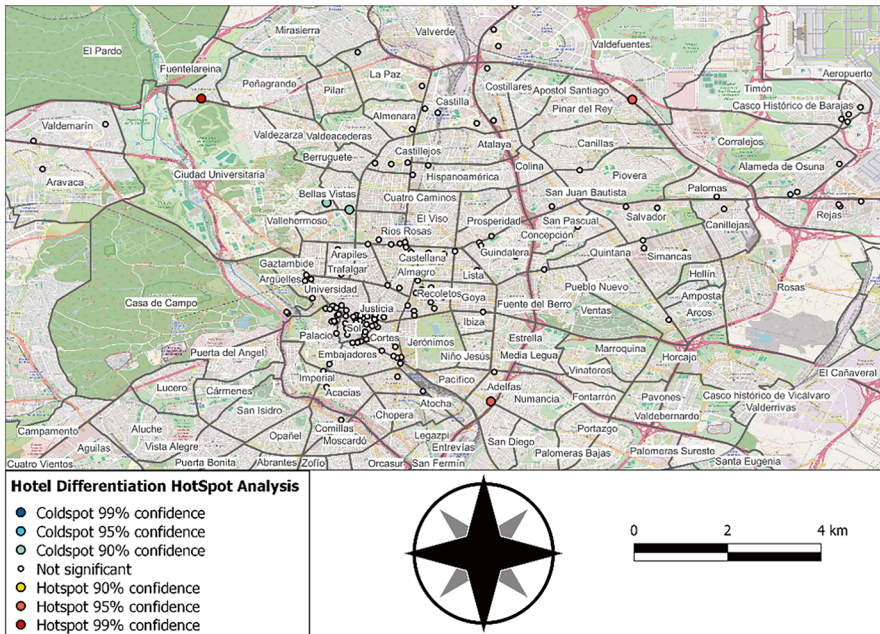 Mirasierra
Valverde
El Pardo
Valdefuentes
Fuentelareina
La Paz
Aeropuerto
Peñagrande
Pilar
Costillares
Apostol Santiago
Timón
Castilla
Pinar del Rey
Casco Histórico de Barajas
Almenara
Valdemarín
Valdezarza
Valdeacederas
Atalaya
Canillas
Corralejos
Berruguete
Castillejos
Colina
Piovera
Alameda de Osuna
Ciudad Universitaria
Hispanoamérica
Aravaca
Bellas Vistas
Cuatro Caminos
San Juan Bautista
Palomas
Vallehermoso
El Viso
Prosperidad
San Pascual
Salvador
Canillejas
Rejas
Rios Rosas
Concepción
Gaztambide
Arapiles
Castellana
Guindalera
Quintana
Simancas
Trafalgar
Almagro
Lista
Hellín
Argüelles
Universidad
Recoletos
Goya
Pueblo Nuevo
Rosas
Amposta
Casa de Campo
Justicia
Fuente del Berro
Ventas
Arcos
Palacio
Sol
Cortes
Ibiza
Jerónimos
Estrella
Puerta del Angel
Embajadores
Niño Jesús
Media Legua
Marroquina
Horcajo
Vinateros
El Cañaveral
Lucero
Imperial
Pacífico
Cármenes
Acacias
Adelfas
Numancia
Fontarrón
Pavones
Casco histórico de Vicálvaro
San Isidro
Chopera
Atocha
Valdebernardo
Valderrivas
Campamento
Aluche
Opañel
Comillas
Portazgo
Vista Alegre
Moscardó
Legazpi
Entrevías
San Diego
Aguilas
Palomeras Bajas
Palomeras Sureste
Cuatro Vientos
Puerta Bonita
Abrantes
Zofío
Orcasur
San Fermín
Santa Eugenia
Hotel Differentiation HotSpot Analysis
Coldspot 99% confidence
Coldspot 95% confidence
Coldspot 90% confidence
Not significant
Hotspot 90% confidence
Hotspot 95% confidence
Hotspot 99% confidence
0 2 4 km